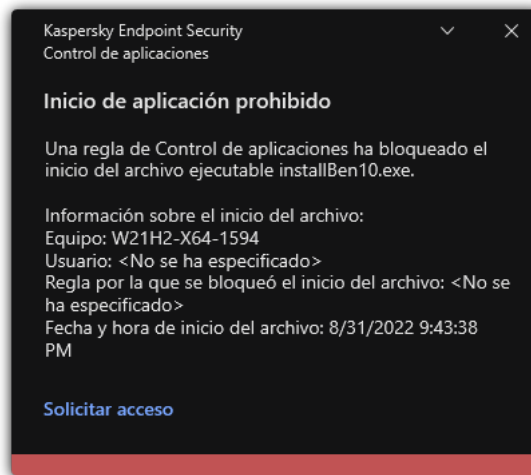 Kaspersky Endpoint Security
Control de aplicaciones
Inicio de aplicación prohibido
Una regla de Control de aplicaciones ha bloqueado el
inicio del archivo ejecutable installBen10.exe.
Información sobre el inicio del archivo:
Equipo: W21H2-X64-1594
Usuario: <No se ha especificado>
Regla por la que se bloqueó el inicio del archivo: <No se
ha especificado>
Fecha y hora de inicio del archivo: 8/31/2022 9:43:38
PM
Solicitar acceso